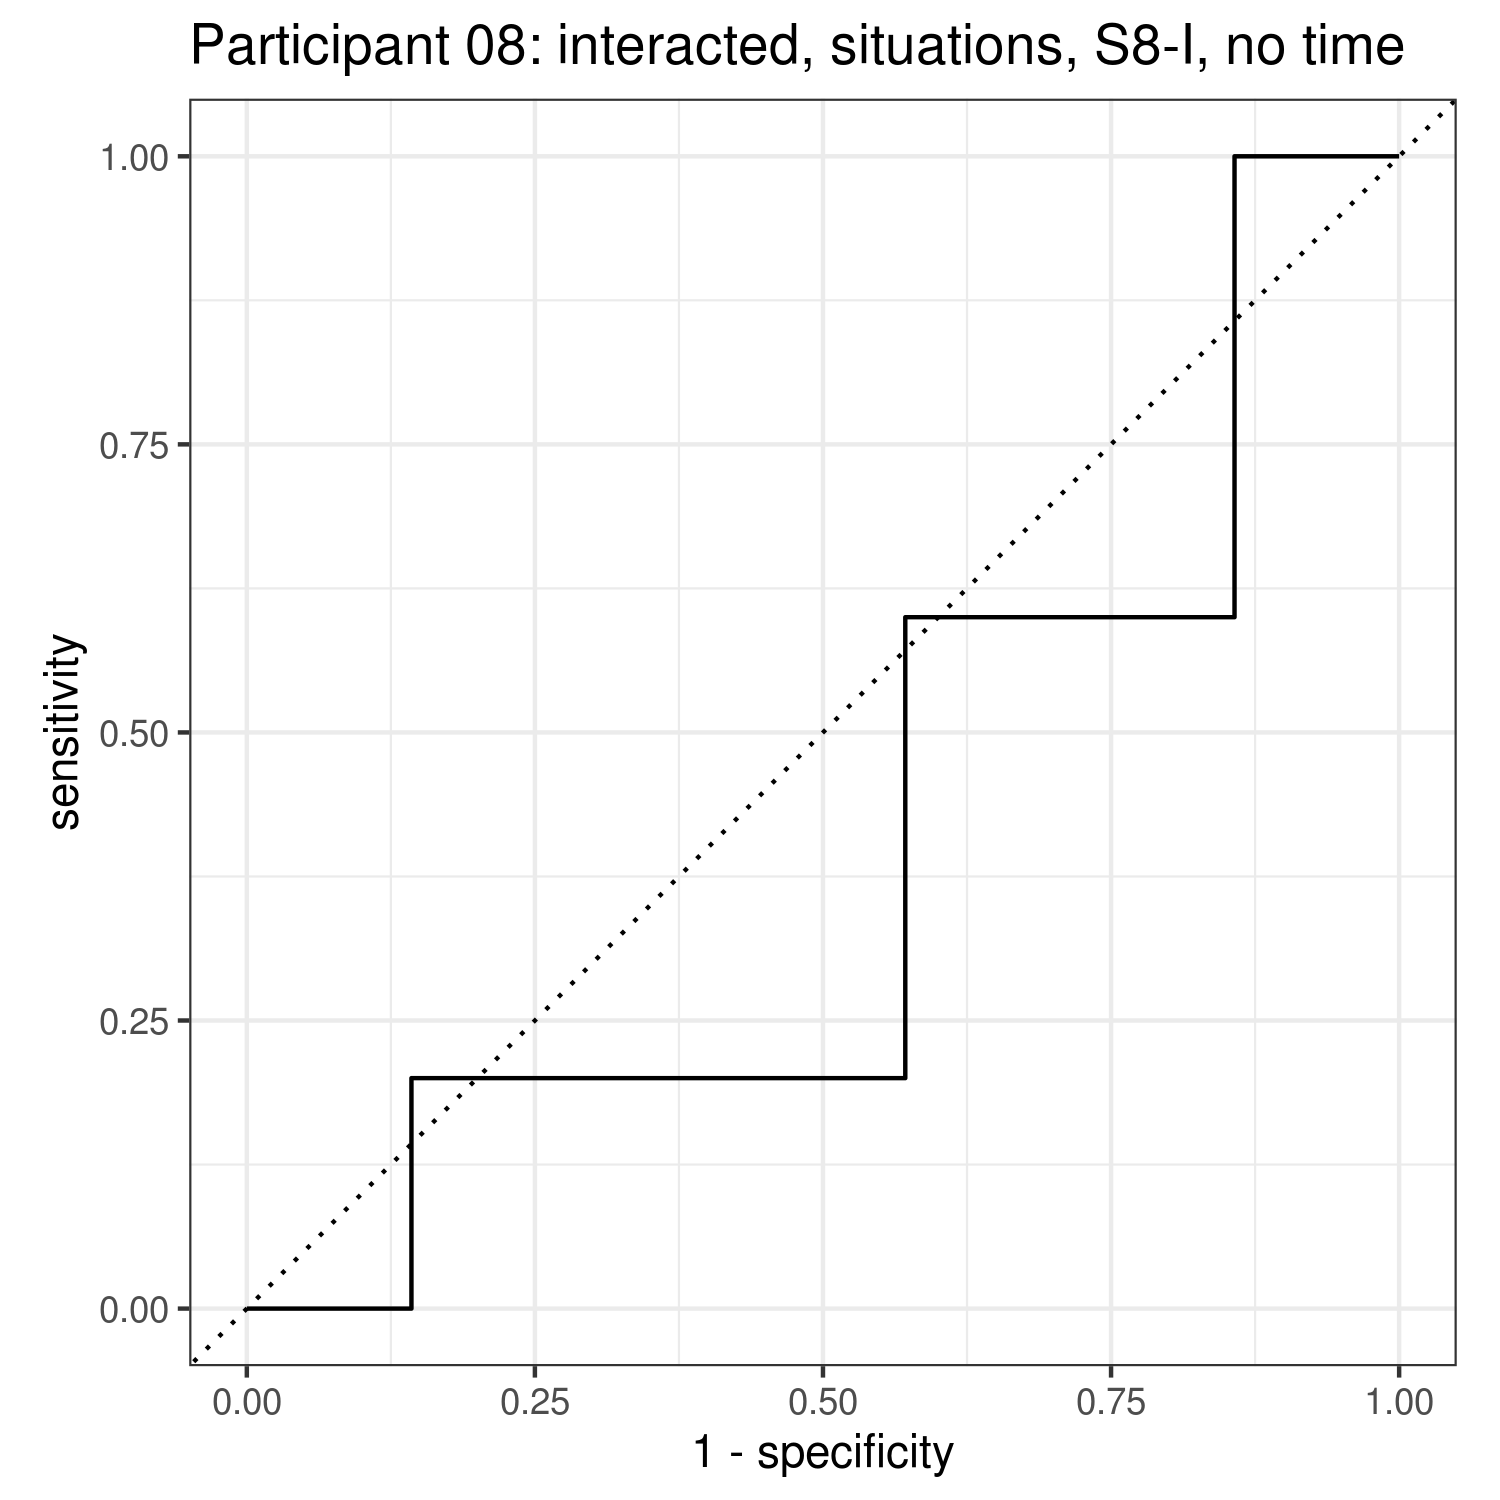 Participant 08: interacted, situations, S8-I, no time
1.00
0.75
0.50
0.25
0.00
sensitivity
0.00 0.25 0.50 0.75 1.00
1 - specificity